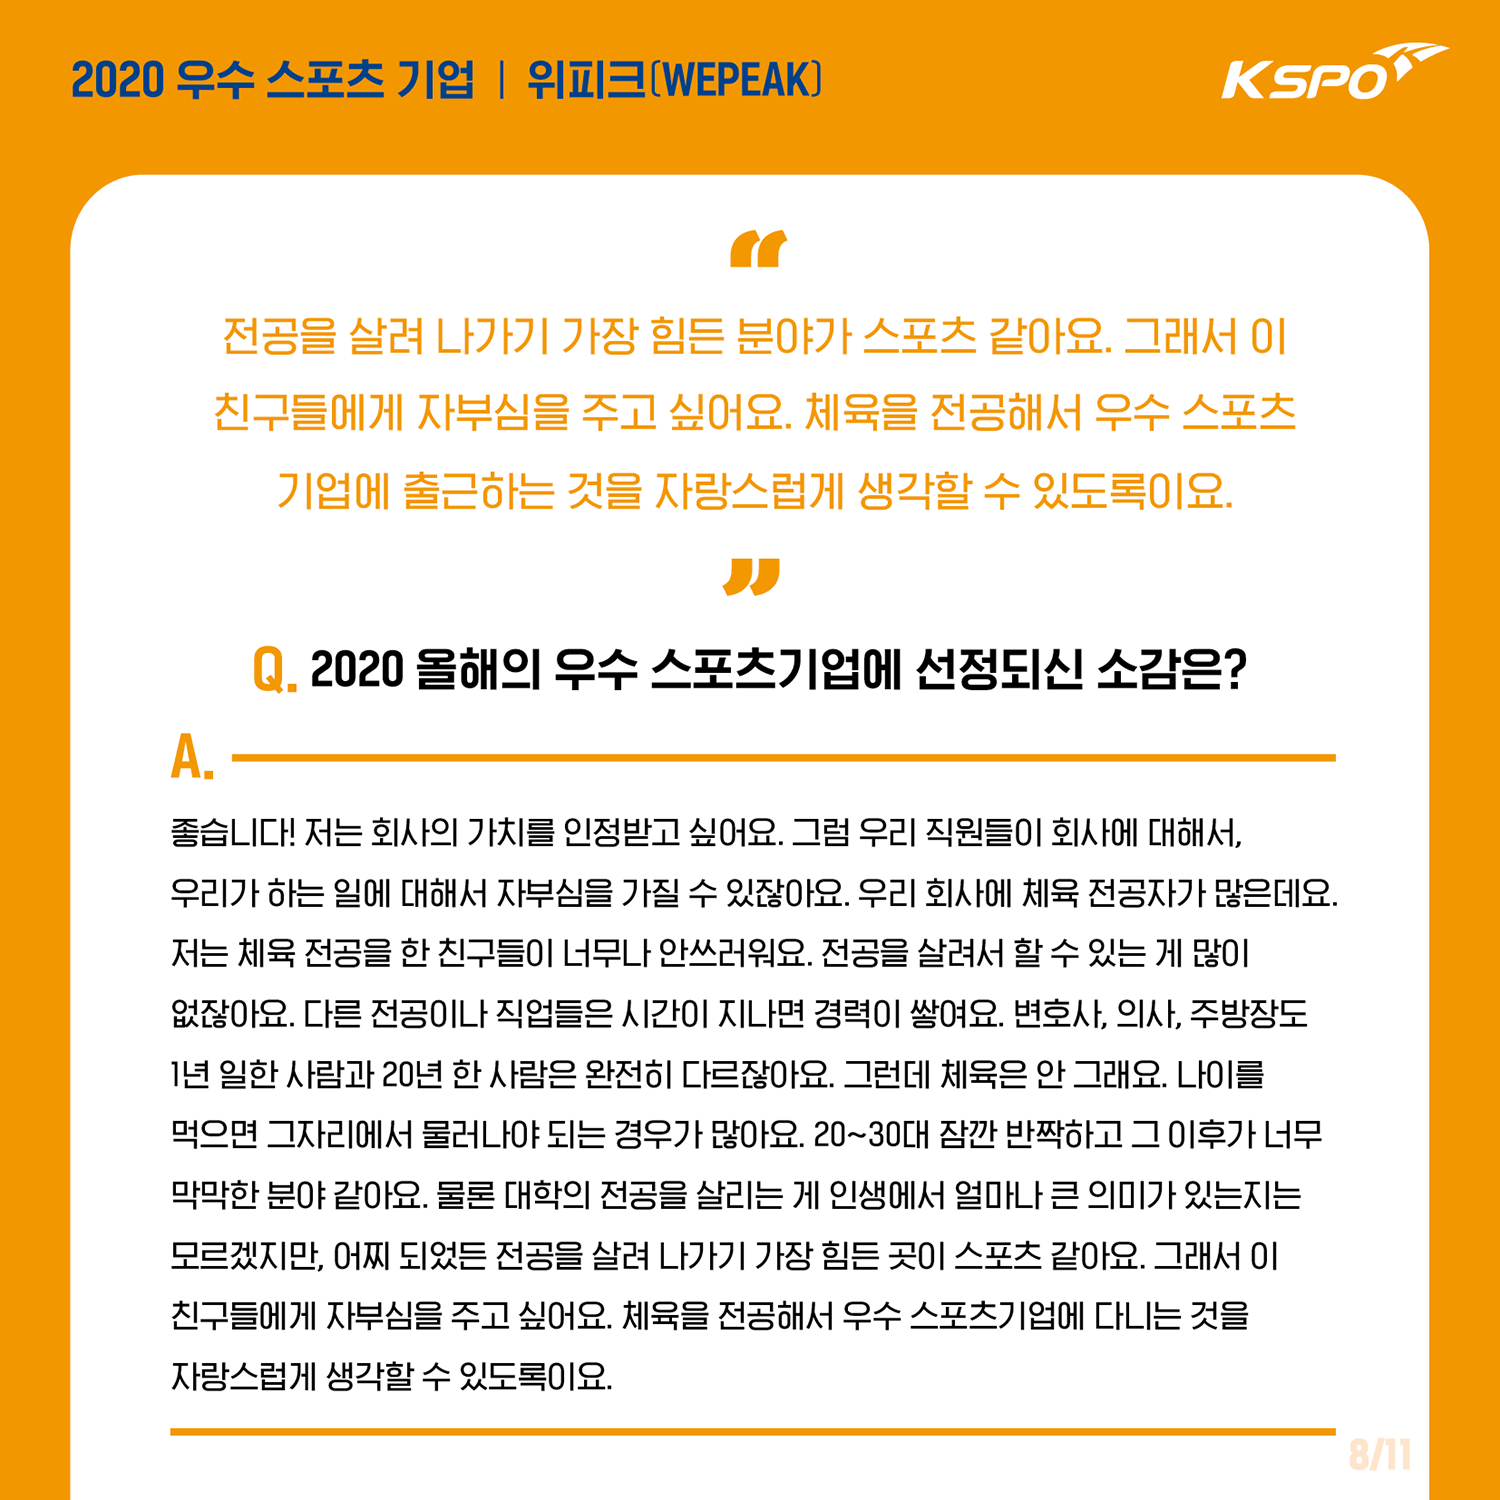 2020 우수 스포츠 기업 | 위피크(WEPEAK)
KSPO
“
전공을 살려 나가기 가장 힘든 분야가 스포츠 같아요. 그래서 이
친구들에게 자부심을 주고 싶어요. 체육을 전공해서 우수 스포츠
기업에 출근하는 것을 자랑스럽게 생각할 수 있도록이요.
”
Q. 2020 올해의 우수 스포츠기업에 선정되신 소감은?
A.
좋습니다! 저는 회사의 가치를 인정받고 싶어요. 그럼 우리 직원들이 회사에 대해서,
우리가 하는 일에 대해서 자부심을 가질 수 있잖아요. 우리 회사에 체육 전공자가 많은데요.
저는 체육 전공을 한 친구들이 너무나 안쓰러워요. 전공을 살려서 할 수 있는 게 많이
없잖아요. 다른 전공이나 직업들은 시간이 지나면 경력이 쌓여요. 변호사, 의사, 주방장도
1년 일한 사람과 20년 한 사람은 완전히 다르잖아요. 그런데 체육은 안 그래요. 나이를
먹으면 그자리에서 물러나야 되는 경우가 많아요. 20~30대 잠깐 반짝하고 그 이후가 너무
막막한 분야 같아요. 물론 대학의 전공을 살리는 게 인생에서 얼마나 큰 의미가 있는지는
모르겠지만, 어찌 되었든 전공을 살려 나가기 가장 힘든 곳이 스포츠 같아요. 그래서 이
친구들에게 자부심을 주고 싶어요. 체육을 전공해서 우수 스포츠기업에 다니는 것을
자랑스럽게 생각할 수 있도록이요.
8/11